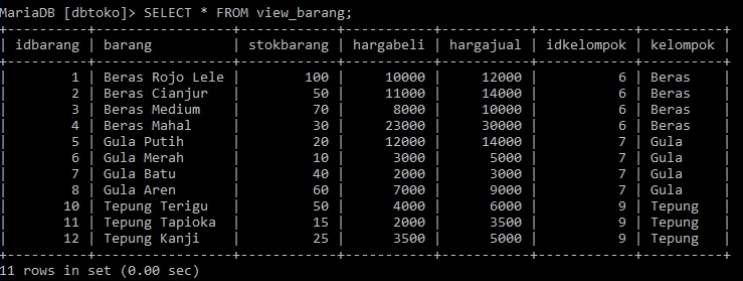 MariaDB [dbtoko]> SELECT * FROM view_barang;
+----------+-----------------+------------+-----------+-----------+------------+----------+
| idbarang | barang          | stokbarang | hargabeli | hargajual | idkelompok | kelompok |
+----------+-----------------+------------+-----------+-----------+------------+----------+
|        1 | Beras Rojo Lele |        100 |     10000 |     12000 |          6 | Beras    |
|        2 | Beras Cianjur   |         50 |     11000 |     14000 |          6 | Beras    |
|        3 | Beras Medium    |         70 |      8000 |     10000 |          6 | Beras    |
|        4 | Beras Mahal     |         30 |     23000 |     30000 |          6 | Beras    |
|        5 | Gula Putih      |         20 |     12000 |     14000 |          7 | Gula     |
|        6 | Gula Merah      |         10 |      3000 |      5000 |          7 | Gula     |
|        7 | Gula Batu       |         40 |      2000 |      3000 |          7 | Gula     |
|        8 | Gula Aren       |         60 |      7000 |      9000 |          7 | Gula     |
|       10 | Tepung Terigu   |         50 |      4000 |      6000 |          9 | Tepung   |
|       11 | Tepung Tapioka  |         15 |      2000 |      3500 |          9 | Tepung   |
|       12 | Tepung Kanji    |         25 |      3500 |      5000 |          9 | Tepung   |
+----------+-----------------+------------+-----------+-----------+------------+----------+
11 rows in set (0.00 sec)